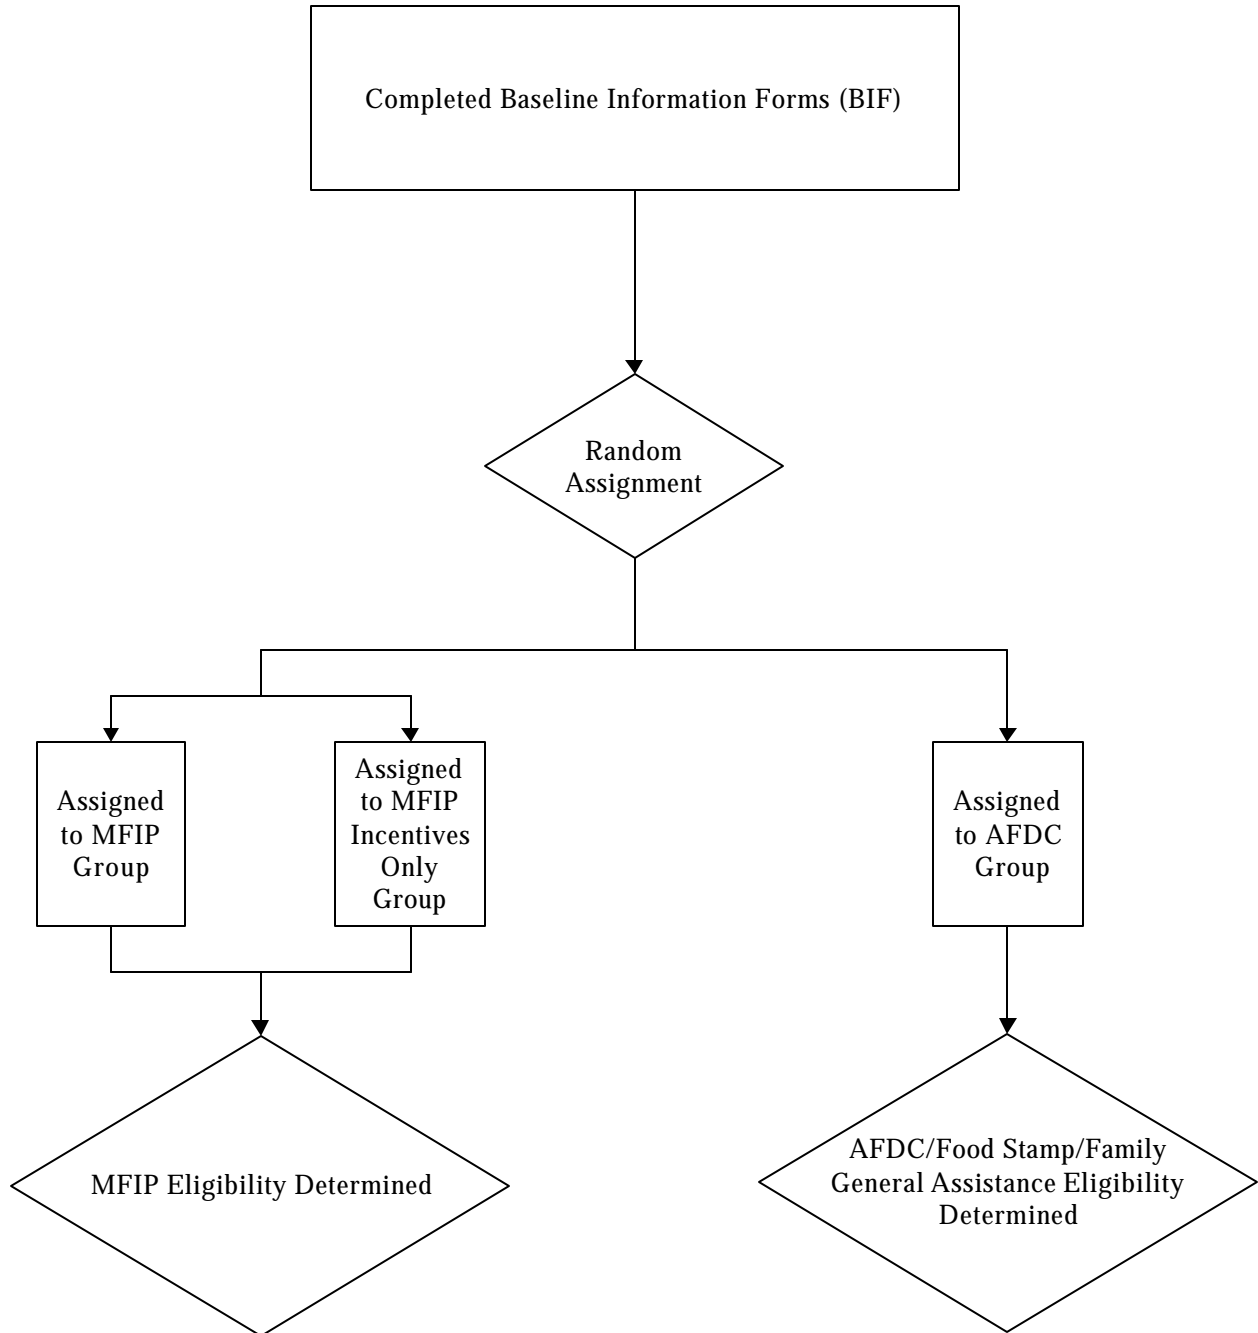 Completed Baseline Information Forms (BIF)
Random
Assignment
Assigned
to MFIP
Group
Assigned
to MFIP
Incentives
Only
Group
Assigned
to AFDC
Group
MFIP Eligibility Determined
AFDC/Food Stamp/Family
General Assistance Eligibility
Determined